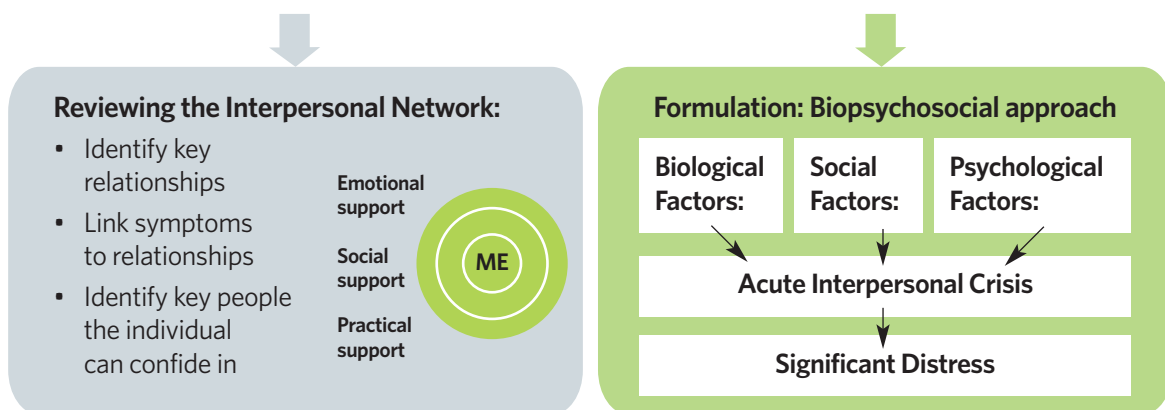 Reviewing the Interpersonal Network:
• Identify key
relationships
• Link symptoms
to relationships
• Identify key people
the individual
can confide in
Emotional
support
Social
support
Practical
support
ME
Formulation: Biopsychosocial approach
Biological
Factors:
Social
Factors:
Psychological
Factors:
Acute Interpersonal Crisis
Significant Distress